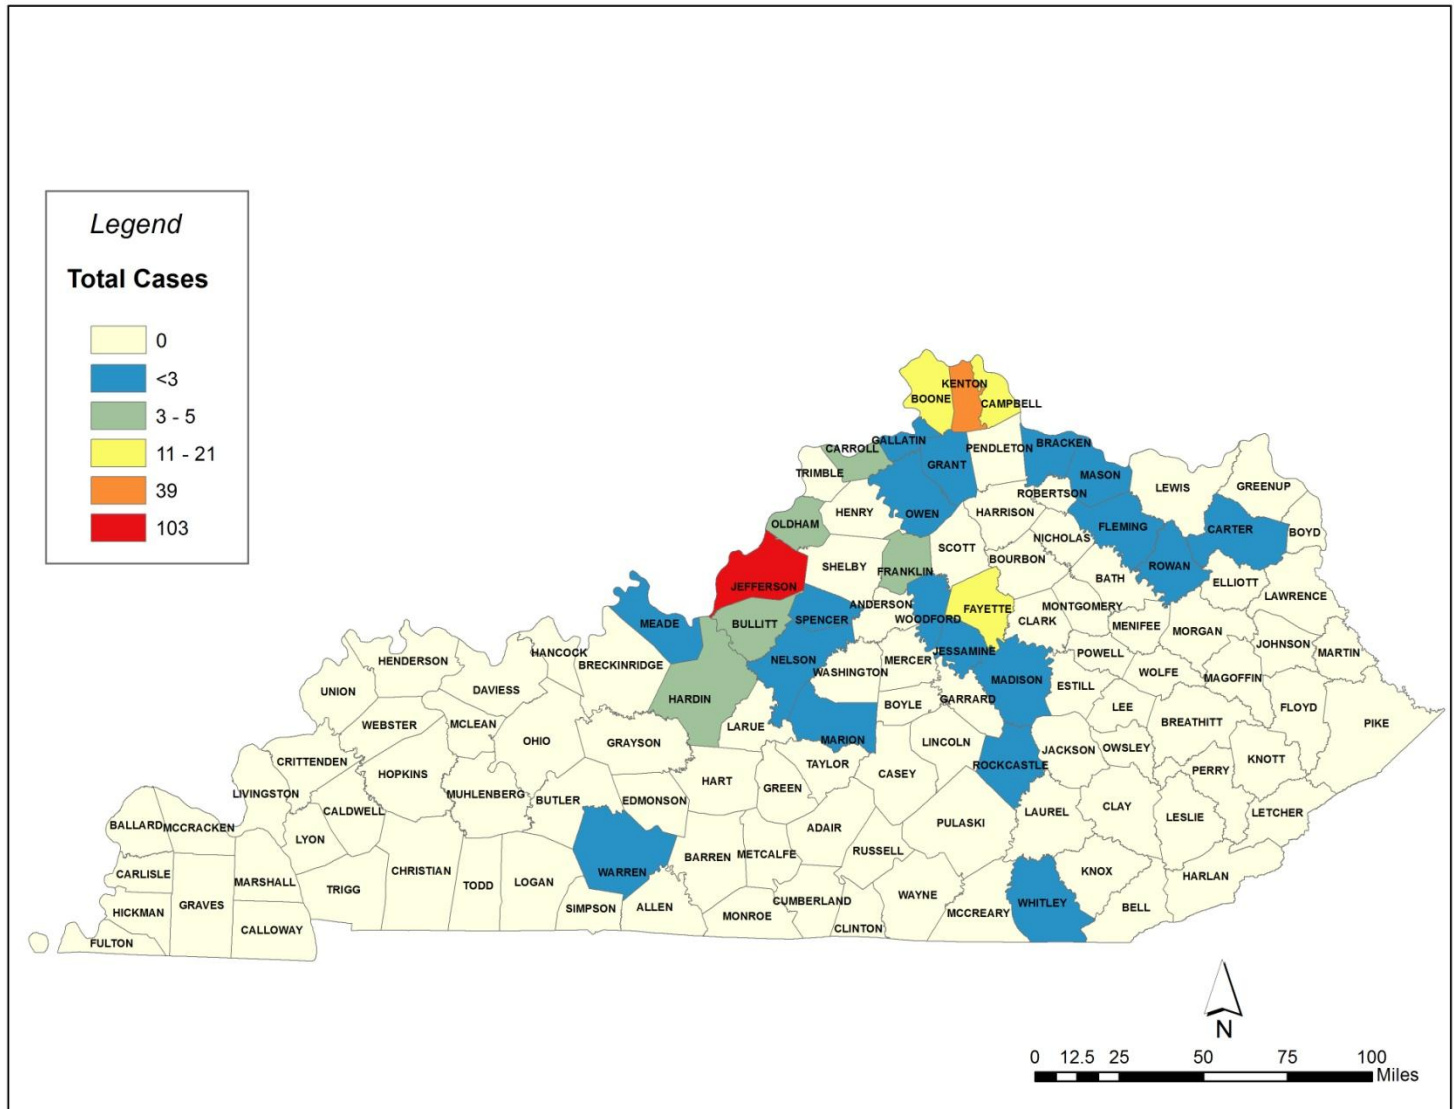 Legend
Total Cases
0
<3
3 - 5
11 - 21
39
103
KENTON
BOONE
CAMPBELL
GALLATIN
CARROLL
PENDLETON
BRACKEN
GRANT
TRIMBLE
MASON
LEWIS
GREENUP
ROBERTSON
OWEN
HENRY
HARRISON
OLDHAM
FLEMING
CARTER
BOYD
NICHOLAS
SCOTT
BOURBON
SHELBY
FRANKLIN
ROWAN
BATH
ELLIOTT
JEFFERSON
LAWRENCE
ANDERSON
FAYETTE
MONTGOMERY
WOODFORD
SPENCER
CLARK
MEADE
BULLITT
MENIFEE
MORGAN
JOHNSON
MARTIN
HANCOCK
JESSAMINE
POWELL
HENDERSON
BRECKINRIDGE
NELSON
MERCER
WASHINGTON
WOLFE
MAGOFFIN
MADISON
ESTILL
UNION
DAVIESS
HARDIN
GARRARD
BOYLE
LEE
FLOYD
WEBSTER
MCLEAN
LARUE
BREATHITT
PIKE
OHIO
GRAYSON
MARION
LINCOLN
JACKSON
OWSLEY
CRITTENDEN
HOPKINS
TAYLOR
ROCKCASTLE
KNOTT
PERRY
HART
CASEY
GREEN
LIVINGSTON
MUHLENBERG
BUTLER
EDMONSON
CLAY
CALDWELL
LAUREL
LETCHER
LESLIE
BALLARD
MCCRACKEN
LYON
ADAIR
PULASKI
RUSSELL
BARREN
METCALFE
CARLISLE
MARSHALL
CHRISTIAN
WARREN
KNOX
HARLAN
TRIGG
TODD
LOGAN
WAYNE
CUMBERLAND
WHITLEY
GRAVES
HICKMAN
SIMPSON
ALLEN
BELL
MONROE
MCCREARY
CALLOWAY
CLINTON
FULTON
N
0 12.5 25 50 75 100
Miles